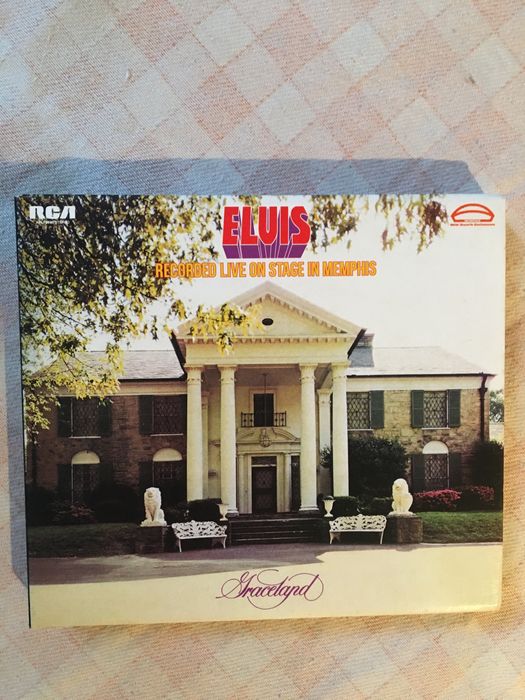 RCA
ELVIS
RECORDED LIVE ON STAGE IN MEMPHIS
Graceland